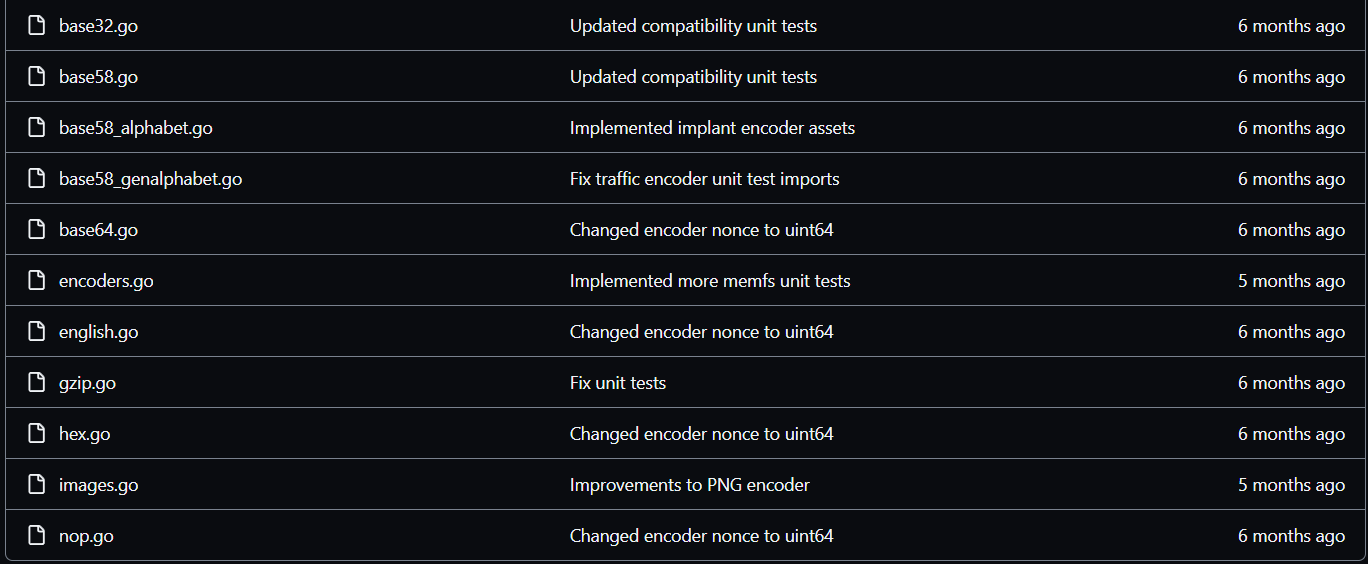 base32.go Updated compatibility unit tests 6 months ago
base58.go Updated compatibility unit tests 6 months ago
base58_alphabet.go Implemented implant encoder assets 6 months ago
base58_genalphabet.go Fix traffic encoder unit test imports 6 months ago
base64.go Changed encoder nonce to uint64 6 months ago
encoders.go Implemented more memfs unit tests 5 months ago
english.go Changed encoder nonce to uint64 6 months ago
gzip.go Fix unit tests 6 months ago
hex.go Changed encoder nonce to uint64 6 months ago
images.go Improvements to PNG encoder 5 months ago
nop.go Changed encoder nonce to uint64 6 months ago